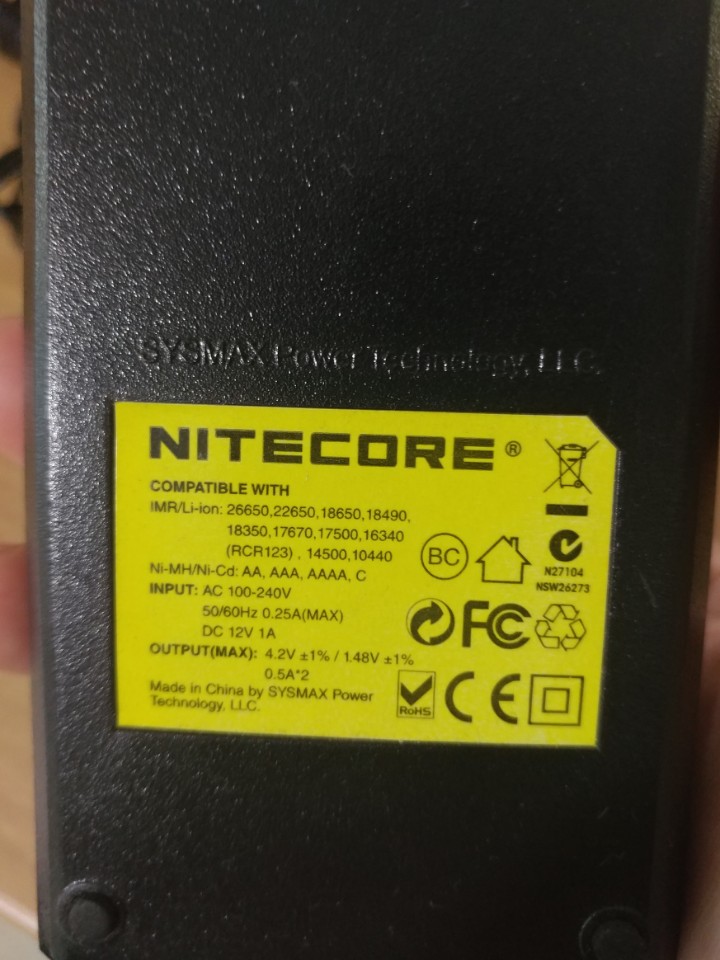 SYSMAX Power Technology, LLC.
NITECORE ®
COMPATIBLE WITH
IMR/Li-ion: 26650,22650,18650,18490,
18350,17670,17500,16340
(RCR123) , 14500,10440
Ni-MH/Ni-Cd: AA, AAA, AAAA, C
INPUT: AC 100-240V
50/60Hz 0.25A(MAX)
DC 12V 1A
OUTPUT(MAX): 4.2V ±1% / 1.48V ±1%
0.5A*2
Made in China by SYSMAX Power
Technology, LLC.
BC
N27104
NSW26273
FC
RoHS
CE